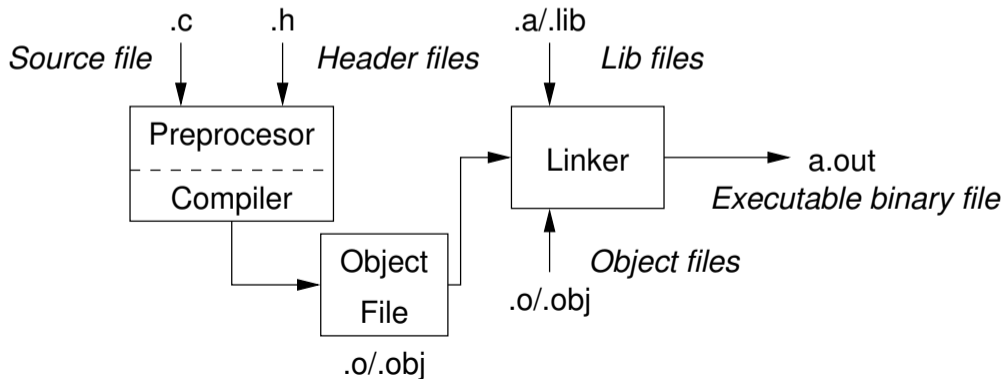 .c
.h
.a/.lib
Source file
Header files
Lib files
Preprocesor
Compiler
Linker
a.out
Executable binary file
Object
File
.o/.obj
Object files
.o/.obj